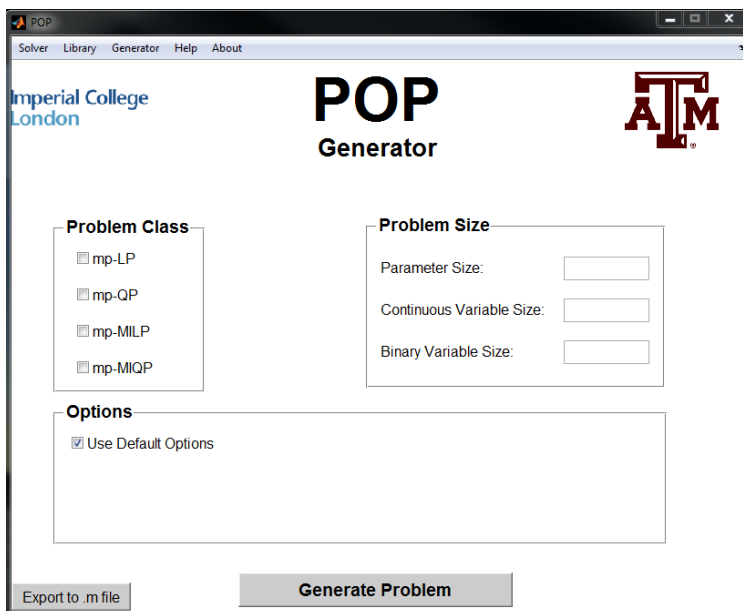 POP
Solver Library Generator Help About
Imperial College
London
POP
Generator
ATM
®
Problem Class
mp-LP
mp-QP
mp-MILP
mp-MIQP
Problem Size
Parameter Size:
Continuous Variable Size:
Binary Variable Size:
Options
Use Default Options
Export to .m file
Generate Problem